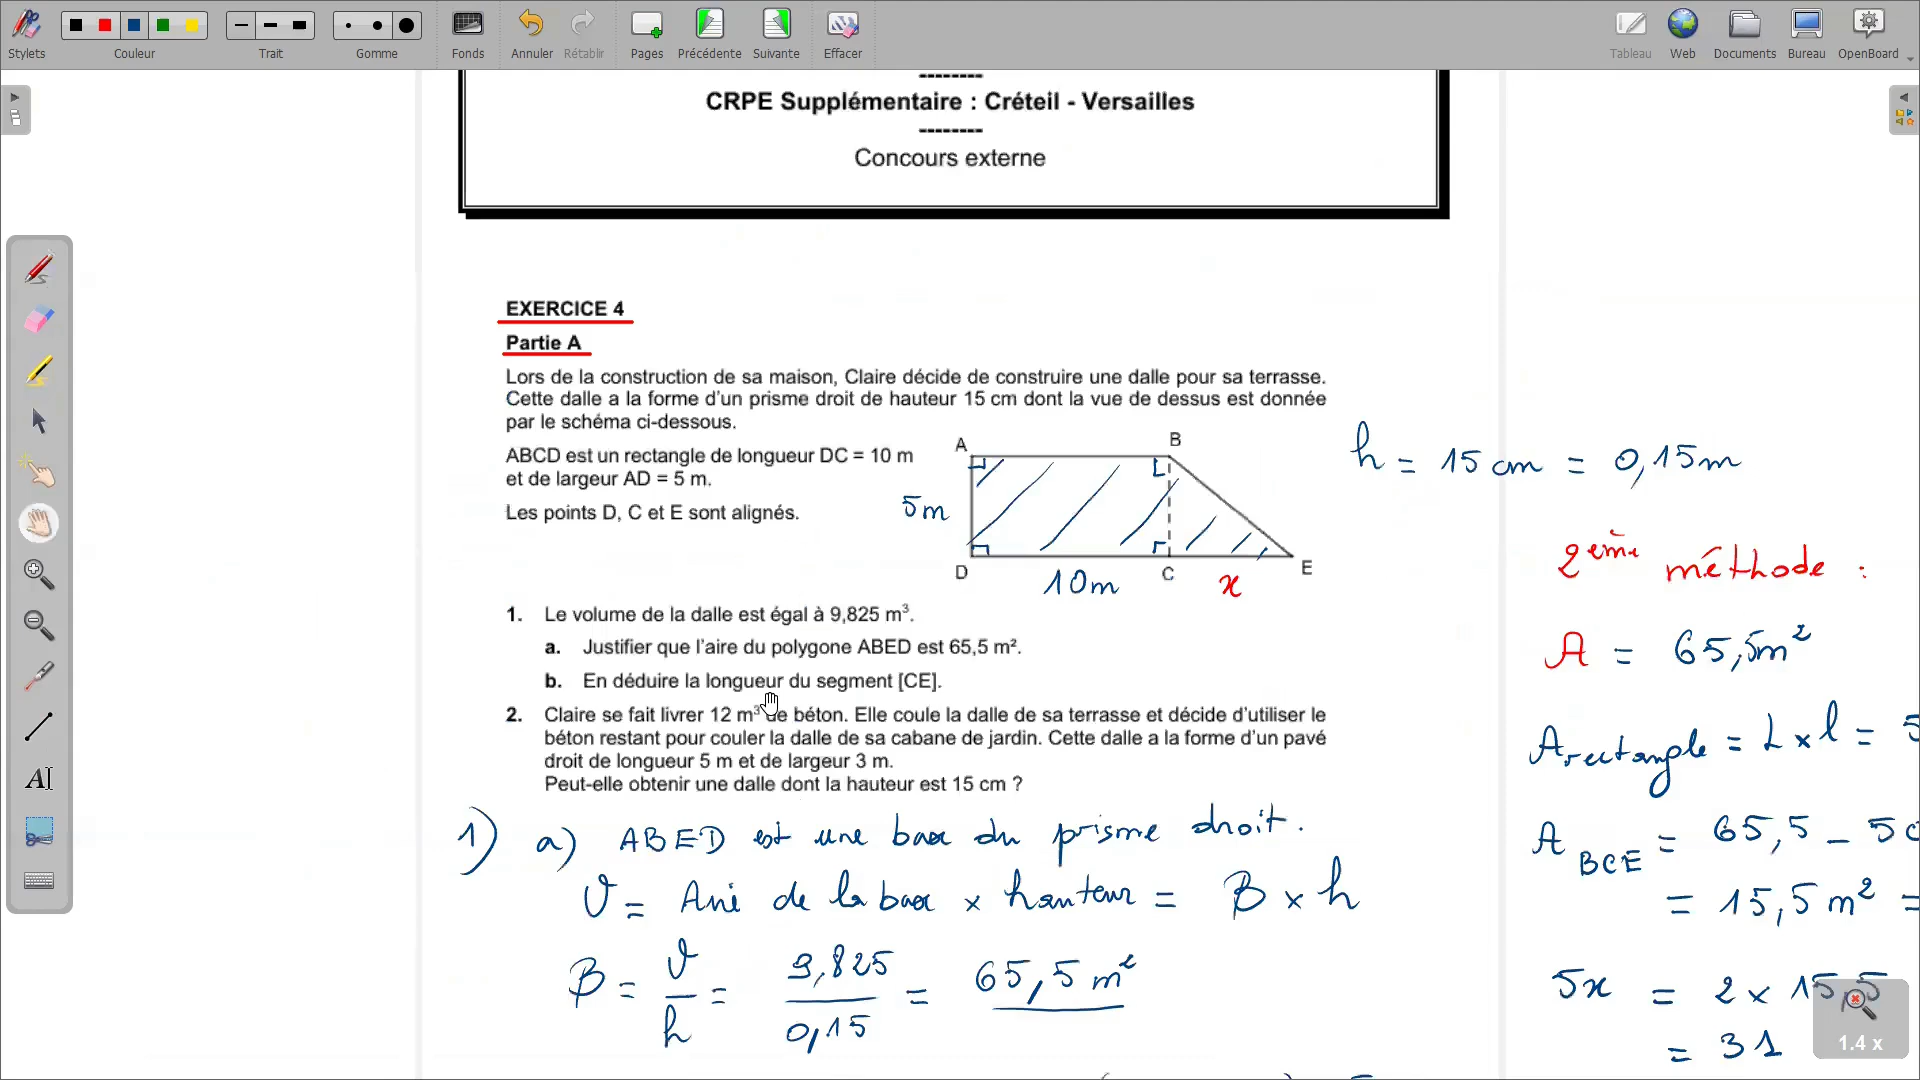 Stylets
Couleur
Trait
Gomme
Fonds
Annuler
Rétablir
Pages
Précédente
Suivante
Effacer
Tableau
Web
Documents
Bureau
OpenBoard
--------
CRPE Supplémentaire : Créteil - Versailles
--------
Concours externe
EXERCICE 4
Partie A
Lors de la construction de sa maison, Claire décide de construire une dalle pour sa terrasse.
Cette dalle a la forme d'un prisme droit de hauteur 15 cm dont la vue de dessus est donnée
par le schéma ci-dessous.
ABCD est un rectangle de longueur DC = 10 m
et de largeur AD = 5 m.
Les points D, C et E sont alignés.
A
B
5m
D
10m
C
x
E
h = 15 cm = 0,15m
1. Le volume de la dalle est égal à 9,825 m³.
a. Justifier que l'aire du polygone ABED est 65,5 m².
b. En déduire la longueur du segment [CE].
2. Claire se fait livrer 12 m³ de béton. Elle coule la dalle de sa terrasse et décide d'utiliser le
béton restant pour couler la dalle de sa cabane de jardin. Cette dalle a la forme d'un pavé
droit de longueur 5 m et de largeur 3 m.
Peut-elle obtenir une dalle dont la hauteur est 15 cm ?
1) a) ABED est une base du prisme droit.
V = Aire de la base × hauteur = B × h
B = V/h = 9,825/0,15 = 65,5 m²
2ème méthode :
A = 65,5m²
A rectangle = L × l = 5
A BCE = 65,5 - 50
= 15,5 m² =
5x = 2 × 15,5
= 31
1.4 x